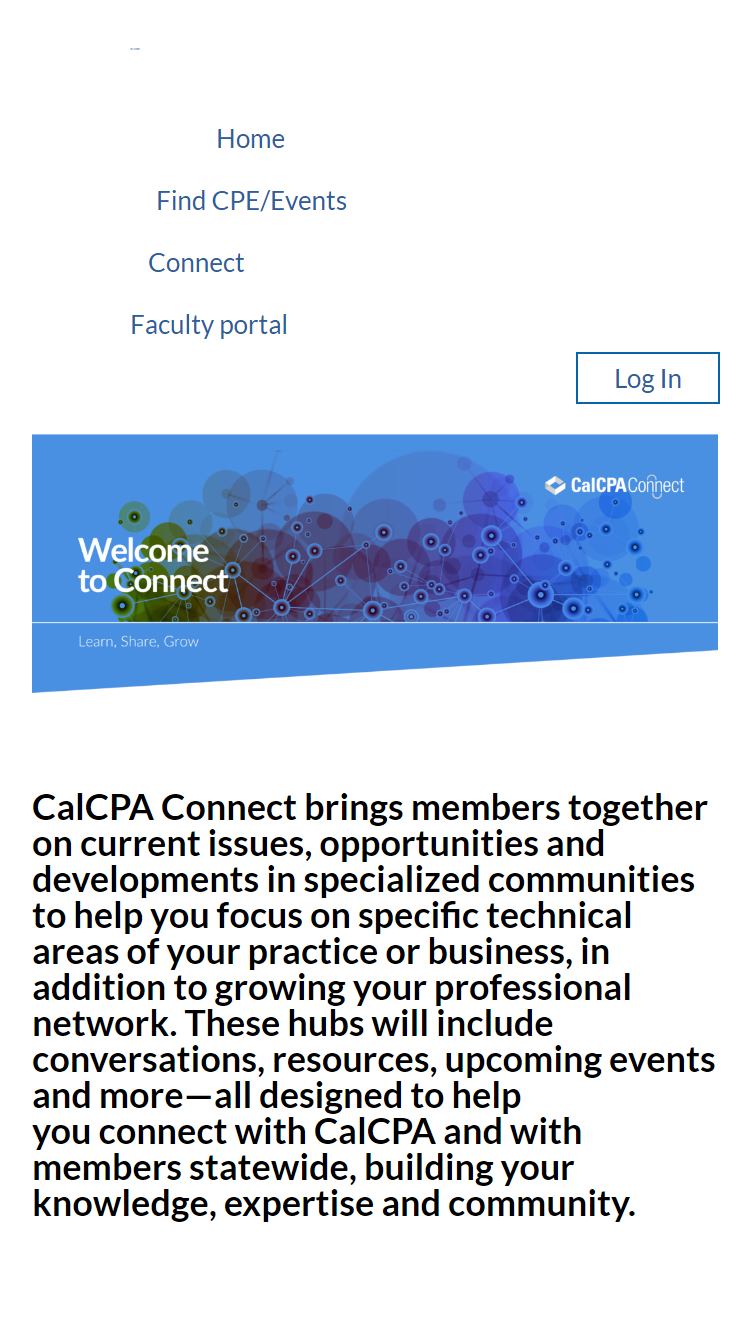 Home
Find CPE/Events
Connect
Faculty portal
Log In
CalCPAConnect
Welcome
to Connect
Learn, Share, Grow
CalCPA Connect brings members together
on current issues, opportunities and
developments in specialized communities
to help you focus on specific technical
areas of your practice or business, in
addition to growing your professional
network. These hubs will include
conversations, resources, upcoming events
and more—all designed to help
you connect with CalCPA and with
members statewide, building your
knowledge, expertise and community.